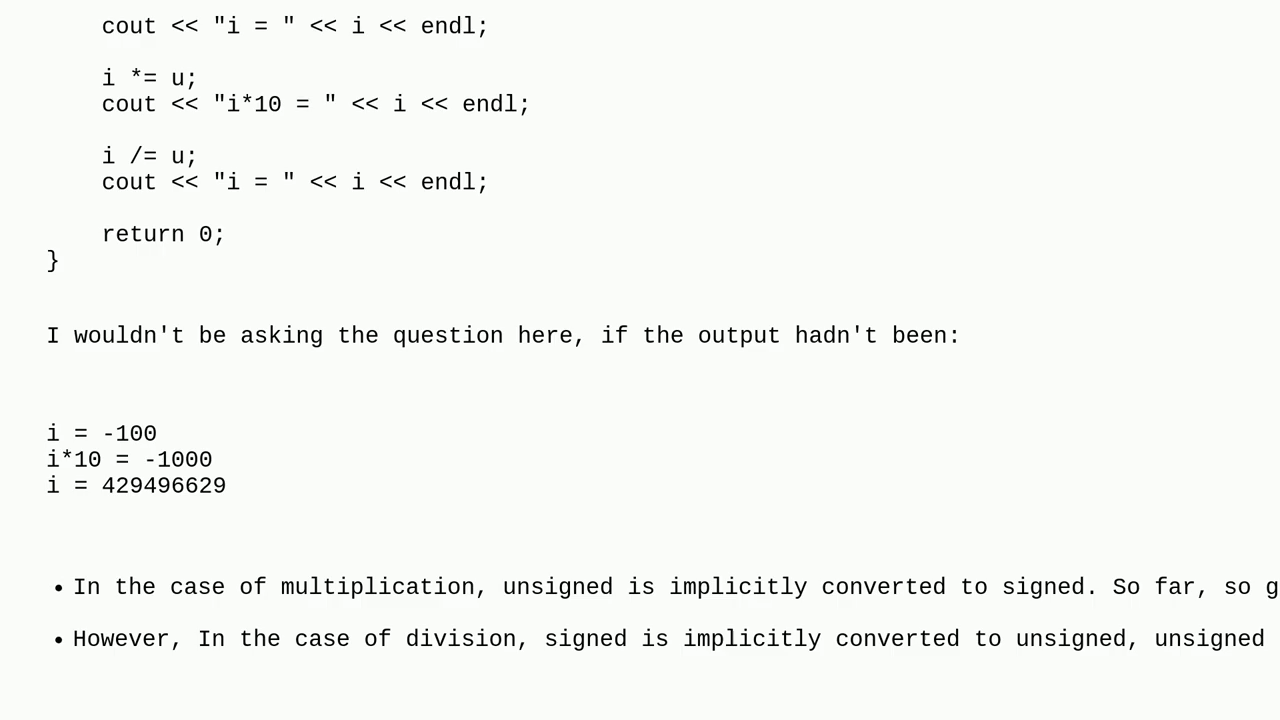 cout << "i = " << i << endl;
i *= u;
cout << "i*10 = " << i << endl;
i /= u;
cout << "i = " << i << endl;
return 0;
}
I wouldn't be asking the question here, if the output hadn't been:
i = -100
i*10 = -1000
i = 429496629
• In the case of multiplication, unsigned is implicitly converted to signed. So far, so g
• However, In the case of division, signed is implicitly converted to unsigned, unsigned